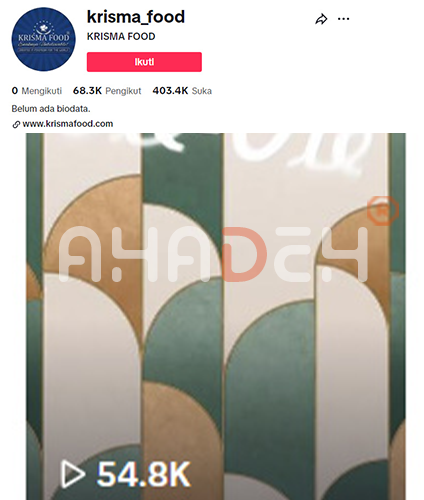 krisma_food
KRISMA FOOD
KRISMA FOOD
Ikuti
0 Mengikuti 68.3K Pengikut 403.4K Suka
Belum ada biodata.
www.krismafood.com
AHADEH
54.8K